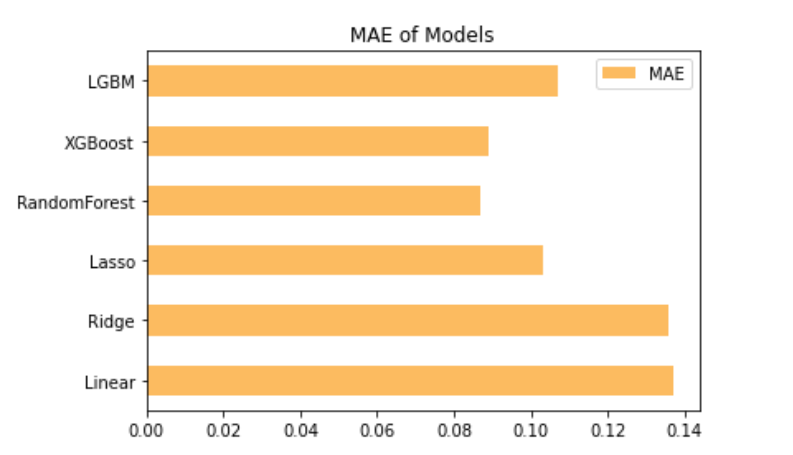 MAE of Models
MAE
LGBM
XGBoost
RandomForest
Lasso
Ridge
Linear
0.00 0.02 0.04 0.06 0.08 0.10 0.12 0.14